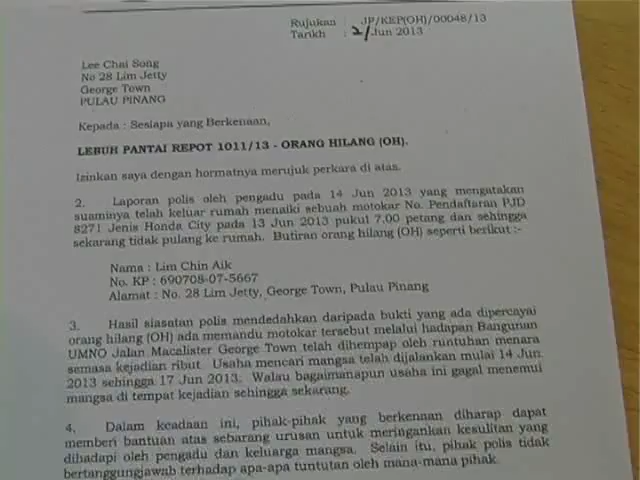 Rujukan : JP/KEP(OH)/00048/13
Tarikh : 21 Jun 2013
Lee Chai Song
No 28 Lim Jetty
George Town
PULAU PINANG
Kepada : Sesiapa yang Berkenaan,
LEBUH PANTAI REPOT 1011/13 - ORANG HILANG (OH).
Izinkan saya dengan hormatnya merujuk perkara di atas.
2. Laporan polis oleh pengadu pada 14 Jun 2013 yang mengatakan
suaminya telah keluar rumah menaiki sebuah motokar No. Pendaftaran PJD
8271 Jenis Honda City pada 13 Jun 2013 pukul 7.00 petang dan sehingga
sekarang tidak pulang ke rumah. Butiran orang hilang (OH) seperti berikut :-
Nama : Lim Chin Aik
No. KP : 690708-07-5667
Alamat : No. 28 Lim Jetty, George Town, Pulau Pinang
3. Hasil siasatan polis mendedahkan daripada bukti yang ada dipercayai
orang hilang (OH) ada memandu motokar tersebut melalui hadapan Bangunan
UMNO Jalan Macalister George Town telah dihempap oleh runtuhan menara
semasa kejadian ribut. Usaha mencari mangsa telah dijalankan mulai 14 Jun
2013 sehingga 17 Jun 2013. Walau bagaimanapun usaha ini gagal menemui
mangsa di tempat kejadian sehingga sekarang.
4. Dalam keadaan ini, pihak-pihak yang berkenaan diharap dapat
memberi bantuan atas sebarang urusan untuk meringankan kesulitan yang
dihadapi oleh pengadu dan keluarga mangsa. Selain itu, pihak polis tidak
bertanggungjawab terhadap apa-apa tuntutan oleh mana-mana pihak.